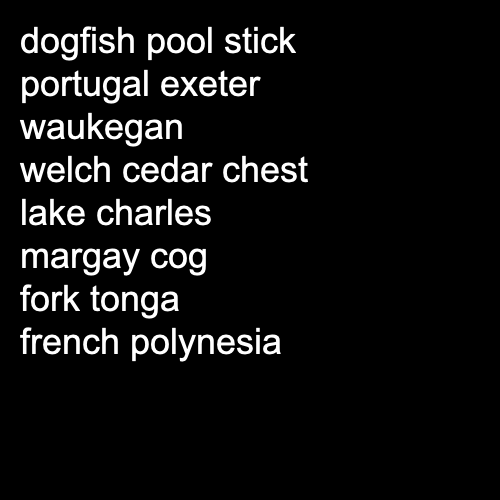 dogfish pool stick
portugal exeter
waukegan
welch cedar chest
lake charles
margay cog
fork tonga
french polynesia